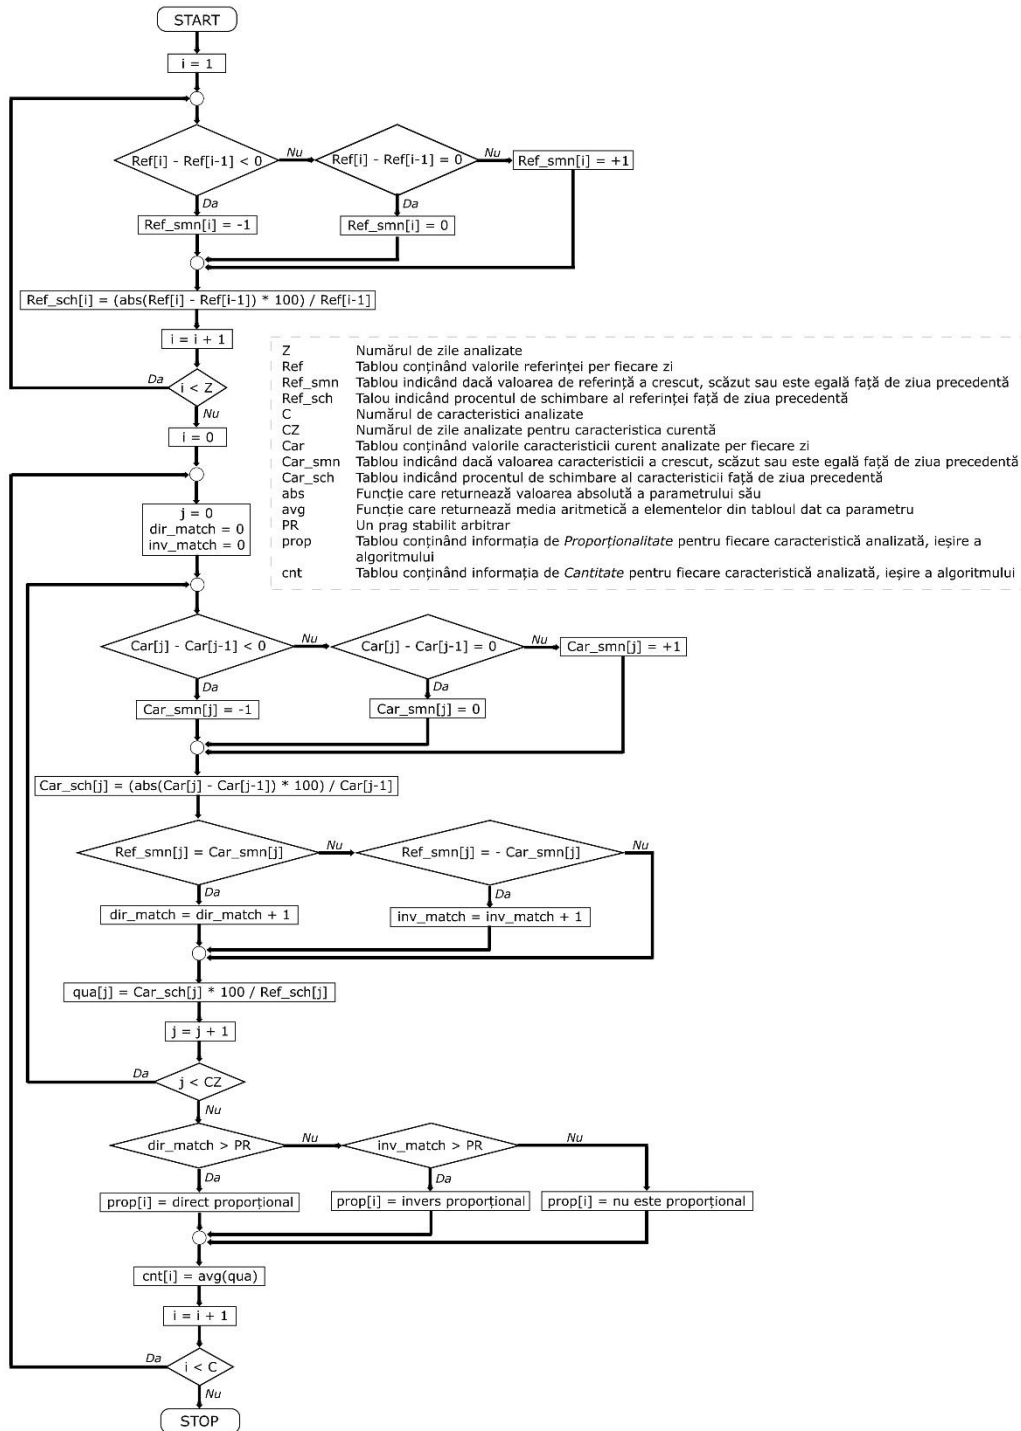 START
i = 1
Ref[i] - Ref[i-1] < 0
Nu
Ref[i] - Ref[i-1] = 0
Nu
Ref_smn[i] = +1
Da
Da
Ref_smn[i] = -1
Ref_smn[i] = 0
Ref_sch[i] = (abs(Ref[i] - Ref[i-1]) * 100) / Ref[i-1]
i = i + 1
Da
i < Z
Nu
i = 0
Z Numărul de zile analizate
Ref Tablou conținând valorile referinței per fiecare zi
Ref_smn Tablou indicând dacă valoarea de referință a crescut, scăzut sau este egală față de ziua precedentă
Ref_sch Talou indicând procentul de schimbare al referinței față de ziua precedentă
C Numărul de caracteristici analizate
CZ Numărul de zile analizate pentru caracteristica curentă
Car Tablou conținând valorile caracteristicii curent analizate per fiecare zi
Car_smn Tablou indicând dacă valoarea caracteristicii a crescut, scăzut sau este egală față de ziua precedentă
Car_sch Tablou indicând procentul de schimbare al caracteristicii față de ziua precedentă
abs Funcție care returnează valoarea absolută a parametrului său
avg Funcție care returnează media aritmetică a elementelor din tabloul dat ca parametru
PR Un prag stabilit arbitrar
prop Tablou conținând informația de Proporționalitate pentru fiecare caracteristică analizată, ieșire a
algoritmului
cnt Tablou conținând informația de Cantitate pentru fiecare caracteristică analizată, ieșire a algoritmului
j = 0
dir_match = 0
inv_match = 0
Car[j] - Car[j-1] < 0
Nu
Car[j] - Car[j-1] = 0
Nu
Car_smn[j] = +1
Da
Da
Car_smn[j] = -1
Car_smn[j] = 0
Car_sch[j] = (abs(Car[j] - Car[j-1]) * 100) / Car[j-1]
Ref_smn[j] = Car_smn[j]
Nu
Ref_smn[j] = - Car_smn[j]
Nu
Da
Da
dir_match = dir_match + 1
inv_match = inv_match + 1
qua[j] = Car_sch[j] * 100 / Ref_sch[j]
j = j + 1
Da
j < CZ
Nu
dir_match > PR
Nu
inv_match > PR
Nu
Da
Da
prop[i] = direct proporțional
prop[i] = invers proporțional
prop[i] = nu este proporțional
cnt[i] = avg(qua)
i = i + 1
Da
i < C
Nu
STOP